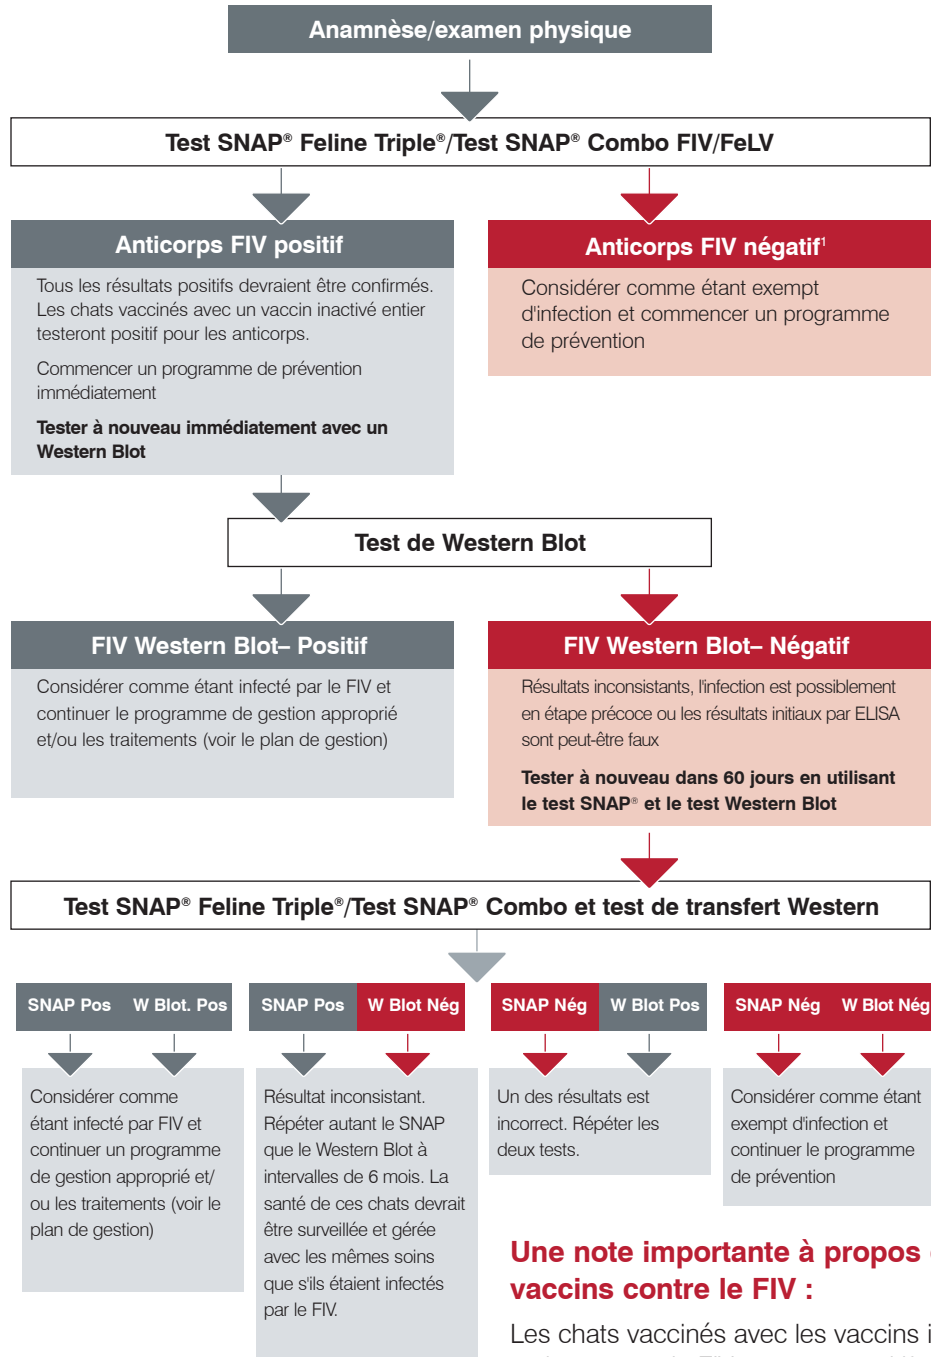 Anamnèse/examen physique
Test SNAP® Feline Triple®/Test SNAP® Combo FIV/FeLV
Anticorps FIV positif
Tous les résultats positifs devraient être confirmés.
Les chats vaccinés avec un vaccin inactivé entier
testeront positif pour les anticorps.
Commencer un programme de prévention
immédiatement
Tester à nouveau immédiatement avec un
Western Blot
Anticorps FIV négatif¹
Considérer comme étant exempt
d'infection et commencer un programme
de prévention
Test de Western Blot
FIV Western Blot– Positif
Considérer comme étant infecté par le FIV et
continuer le programme de gestion approprié
et/ou les traitements (voir le plan de gestion)
FIV Western Blot– Négatif
Résultats inconsistants, l'infection est possiblement
en étape précoce ou les résultats initiaux par ELISA
sont peut-être faux
Tester à nouveau dans 60 jours en utilisant
le test SNAP® et le test Western Blot
Test SNAP® Feline Triple®/Test SNAP® Combo et test de transfert Western
SNAP Pos W Blot. Pos
Considérer comme
étant infecté par FIV et
continuer un programme
de gestion approprié et/
ou les traitements (voir le
plan de gestion)
SNAP Pos W Blot Nég
Résultat inconsistant.
Répéter autant le SNAP
que le Western Blot à
intervalles de 6 mois. La
santé de ces chats devrait
être surveillée et gérée
avec les mêmes soins
que s'ils étaient infectés
par le FIV.
SNAP Nég W Blot Pos
Un des résultats est
incorrect. Répéter les
deux tests.
SNAP Nég W Blot Nég
Considérer comme étant
exempt d'infection et
continuer le programme
de prévention
Une note importante à propos
vaccins contre le FIV :
Les chats vaccinés avec les vaccins